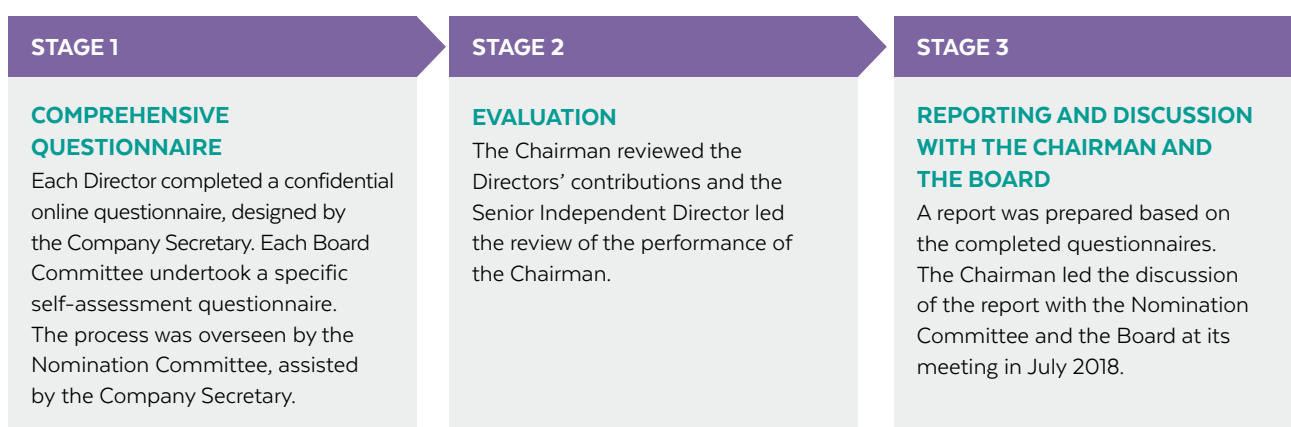 STAGE 1
COMPREHENSIVE
QUESTIONNAIRE
Each Director completed a confidential
online questionnaire, designed by
the Company Secretary. Each Board
Committee undertook a specific
self-assessment questionnaire.
The process was overseen by the
Nomination Committee, assisted
by the Company Secretary.
STAGE 2
EVALUATION
The Chairman reviewed the
Directors’ contributions and the
Senior Independent Director led
the review of the performance of
the Chairman.
STAGE 3
REPORTING AND DISCUSSION
WITH THE CHAIRMAN AND
THE BOARD
A report was prepared based on
the completed questionnaires.
The Chairman led the discussion
of the report with the Nomination
Committee and the Board at its
meeting in July 2018.